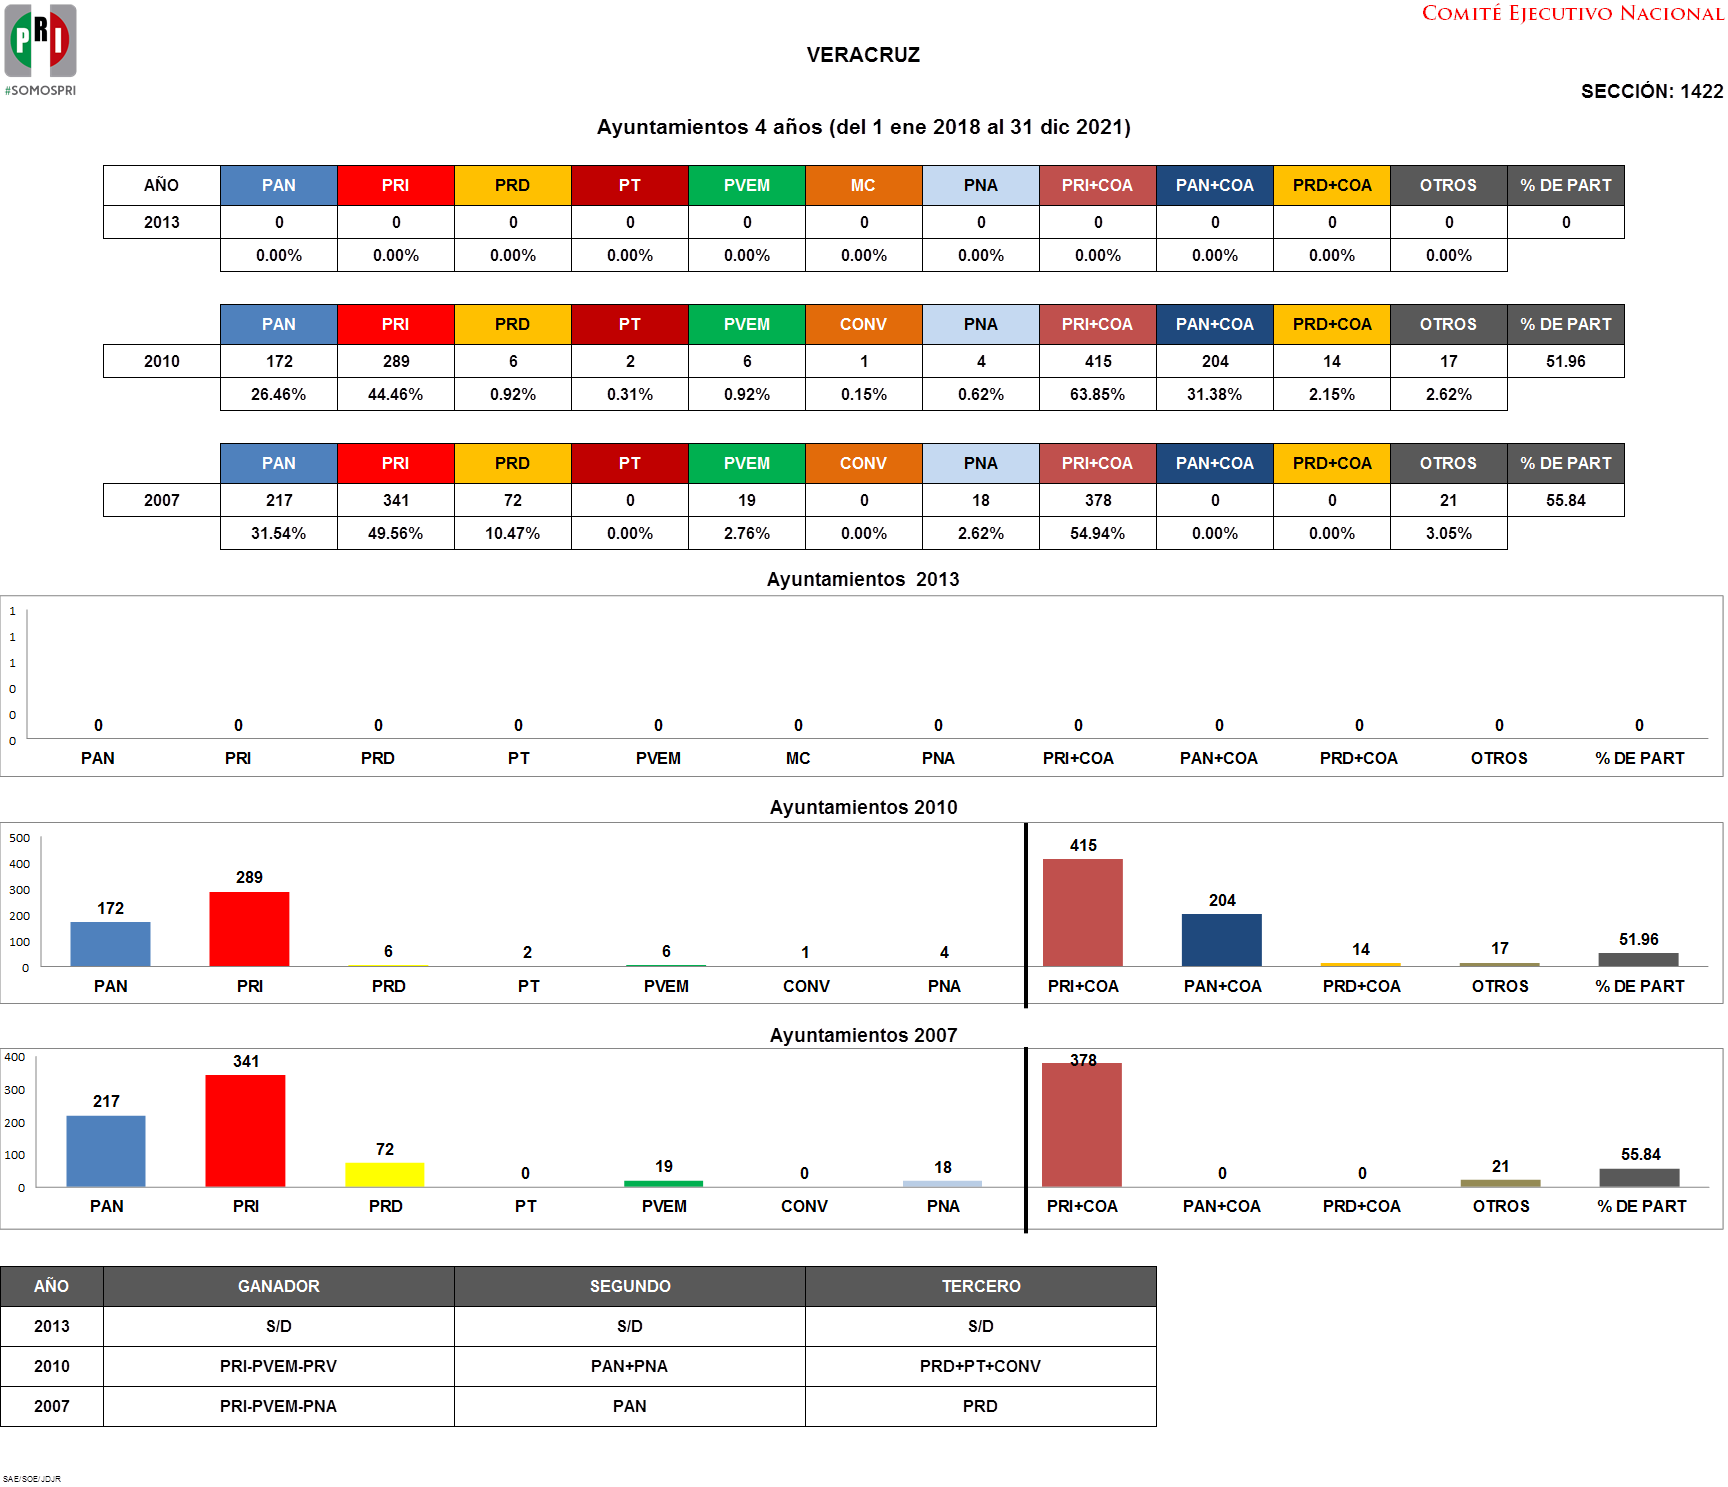 PRI
#SOMOSPRI
COMITÉ EJECUTIVO NACIONAL
VERACRUZ
SECCIÓN: 1422
Ayuntamientos 4 años (del 1 ene 2018 al 31 dic 2021)
AÑO PAN PRI PRD PT PVEM MC PNA PRI+COA PAN+COA PRD+COA OTROS % DE PART
2013 0 0 0 0 0 0 0 0 0 0 0 0
0.00% 0.00% 0.00% 0.00% 0.00% 0.00% 0.00% 0.00% 0.00% 0.00% 0.00%
PAN PRI PRD PT PVEM CONV PNA PRI+COA PAN+COA PRD+COA OTROS % DE PART
2010 172 289 6 2 6 1 4 415 204 14 17 51.96
26.46% 44.46% 0.92% 0.31% 0.92% 0.15% 0.62% 63.85% 31.38% 2.15% 2.62%
PAN PRI PRD PT PVEM CONV PNA PRI+COA PAN+COA PRD+COA OTROS % DE PART
2007 217 341 72 0 19 0 18 378 0 0 21 55.84
31.54% 49.56% 10.47% 0.00% 2.76% 0.00% 2.62% 54.94% 0.00% 0.00% 3.05%
Ayuntamientos 2013
1
1
1
0
0
0
0 0 0 0 0 0 0 0 0 0 0 0
PAN PRI PRD PT PVEM MC PNA PRI+COA PAN+COA PRD+COA OTROS % DE PART
Ayuntamientos 2010
500
400
300
200
100
0
172 289 6 2 6 1 4 415 204 14 17 51.96
PAN PRI PRD PT PVEM CONV PNA PRI+COA PAN+COA PRD+COA OTROS % DE PART
Ayuntamientos 2007
400
300
200
100
0
217 341 72 0 19 0 18 378 0 0 21 55.84
PAN PRI PRD PT PVEM CONV PNA PRI+COA PAN+COA PRD+COA OTROS % DE PART
AÑO GANADOR SEGUNDO TERCERO
2013 S/D S/D S/D
2010 PRI-PVEM-PRV PAN+PNA PRD+PT+CONV
2007 PRI-PVEM-PNA PAN PRD
SAE/SOE/JDJR